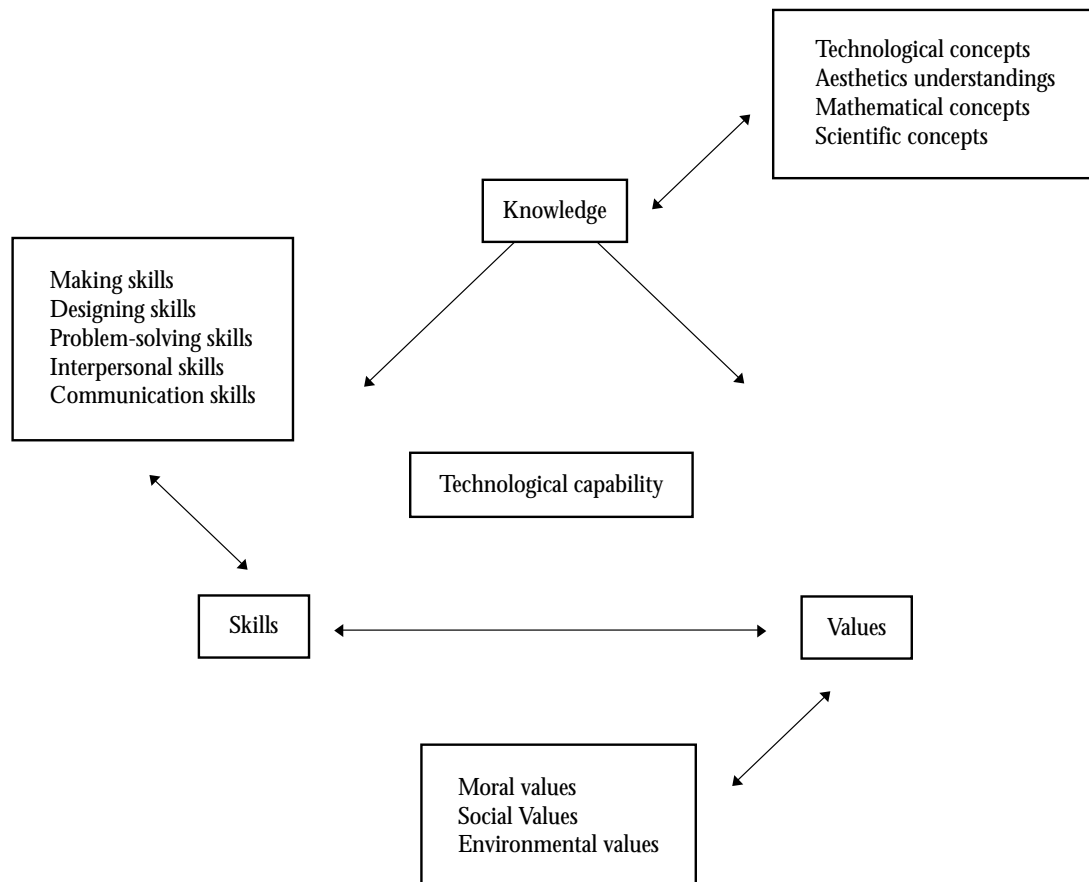 Technological concepts
Aesthetics understandings
Mathematical concepts
Scientific concepts
Knowledge
Making skills
Designing skills
Problem-solving skills
Interpersonal skills
Communication skills
Technological capability
Skills
Values
Moral values
Social Values
Environmental values